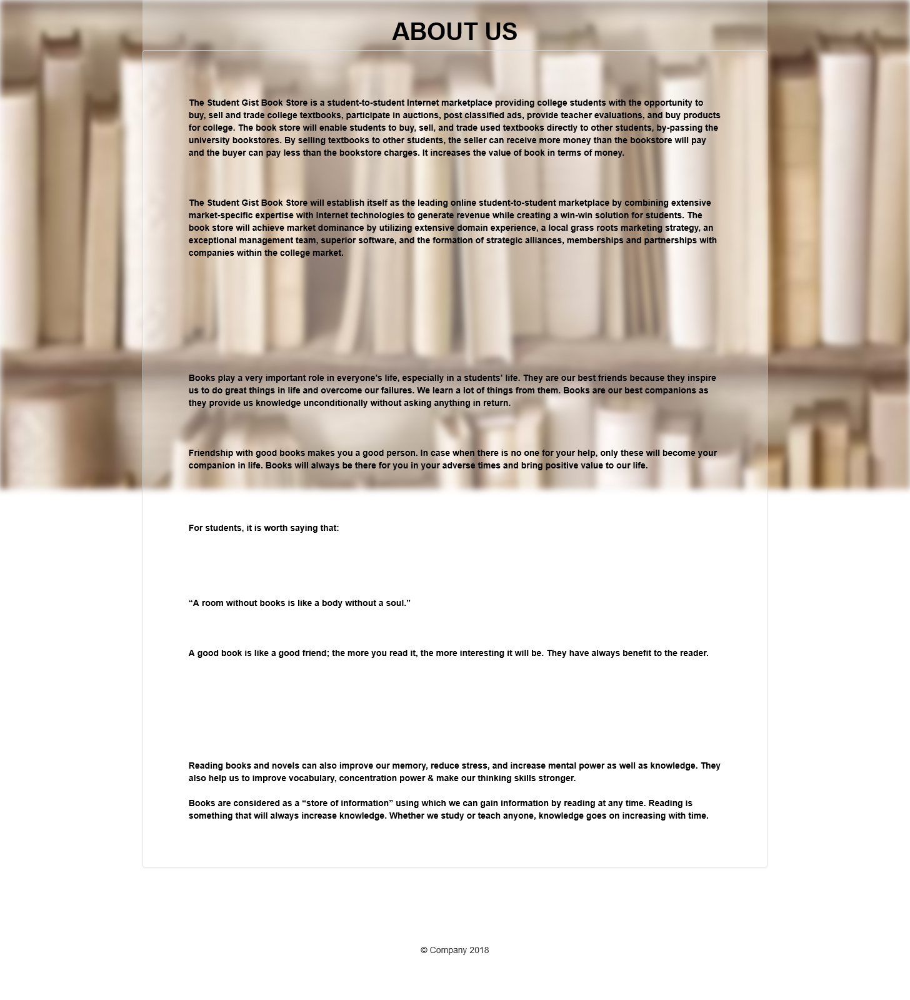 ABOUT US
The Student Gist Book Store is a student-to-student Internet marketplace providing college students with the opportunity to
buy, sell and trade college textbooks, participate in auctions, post classified ads, provide teacher evaluations, and buy products
for college. The book store will enable students to buy, sell, and trade used textbooks directly to other students, by-passing the
university bookstores. By selling textbooks to other students, the seller can receive more money than the bookstore will pay
and the buyer can pay less than the bookstore charges. It increases the value of book in terms of money.
The Student Gist Book Store will establish itself as the leading online student-to-student marketplace by combining extensive
market-specific expertise with Internet technologies to generate revenue while creating a win-win solution for students. The
book store will achieve market dominance by utilizing extensive domain experience, a local grass roots marketing strategy, an
exceptional management team, superior software, and the formation of strategic alliances, memberships and partnerships with
companies within the college market.
Books play a very important role in everyone’s life, especially in a students’ life. They are our best friends because they inspire
us to do great things in life and overcome our failures. We learn a lot of things from them. Books are our best companions as
they provide us knowledge unconditionally without asking anything in return.
Friendship with good books makes you a good person. In case when there is no one for your help, only these will become your
companion in life. Books will always be there for you in your adverse times and bring positive value to our life.
For students, it is worth saying that:
“A room without books is like a body without a soul.”
A good book is like a good friend; the more you read it, the more interesting it will be. They have always benefit to the reader.
Reading books and novels can also improve our memory, reduce stress, and increase mental power as well as knowledge. They
also help us to improve vocabulary, concentration power & make our thinking skills stronger.
Books are considered as a “store of information” using which we can gain information by reading at any time. Reading is
something that will always increase knowledge. Whether we study or teach anyone, knowledge goes on increasing with time.
© Company 2018